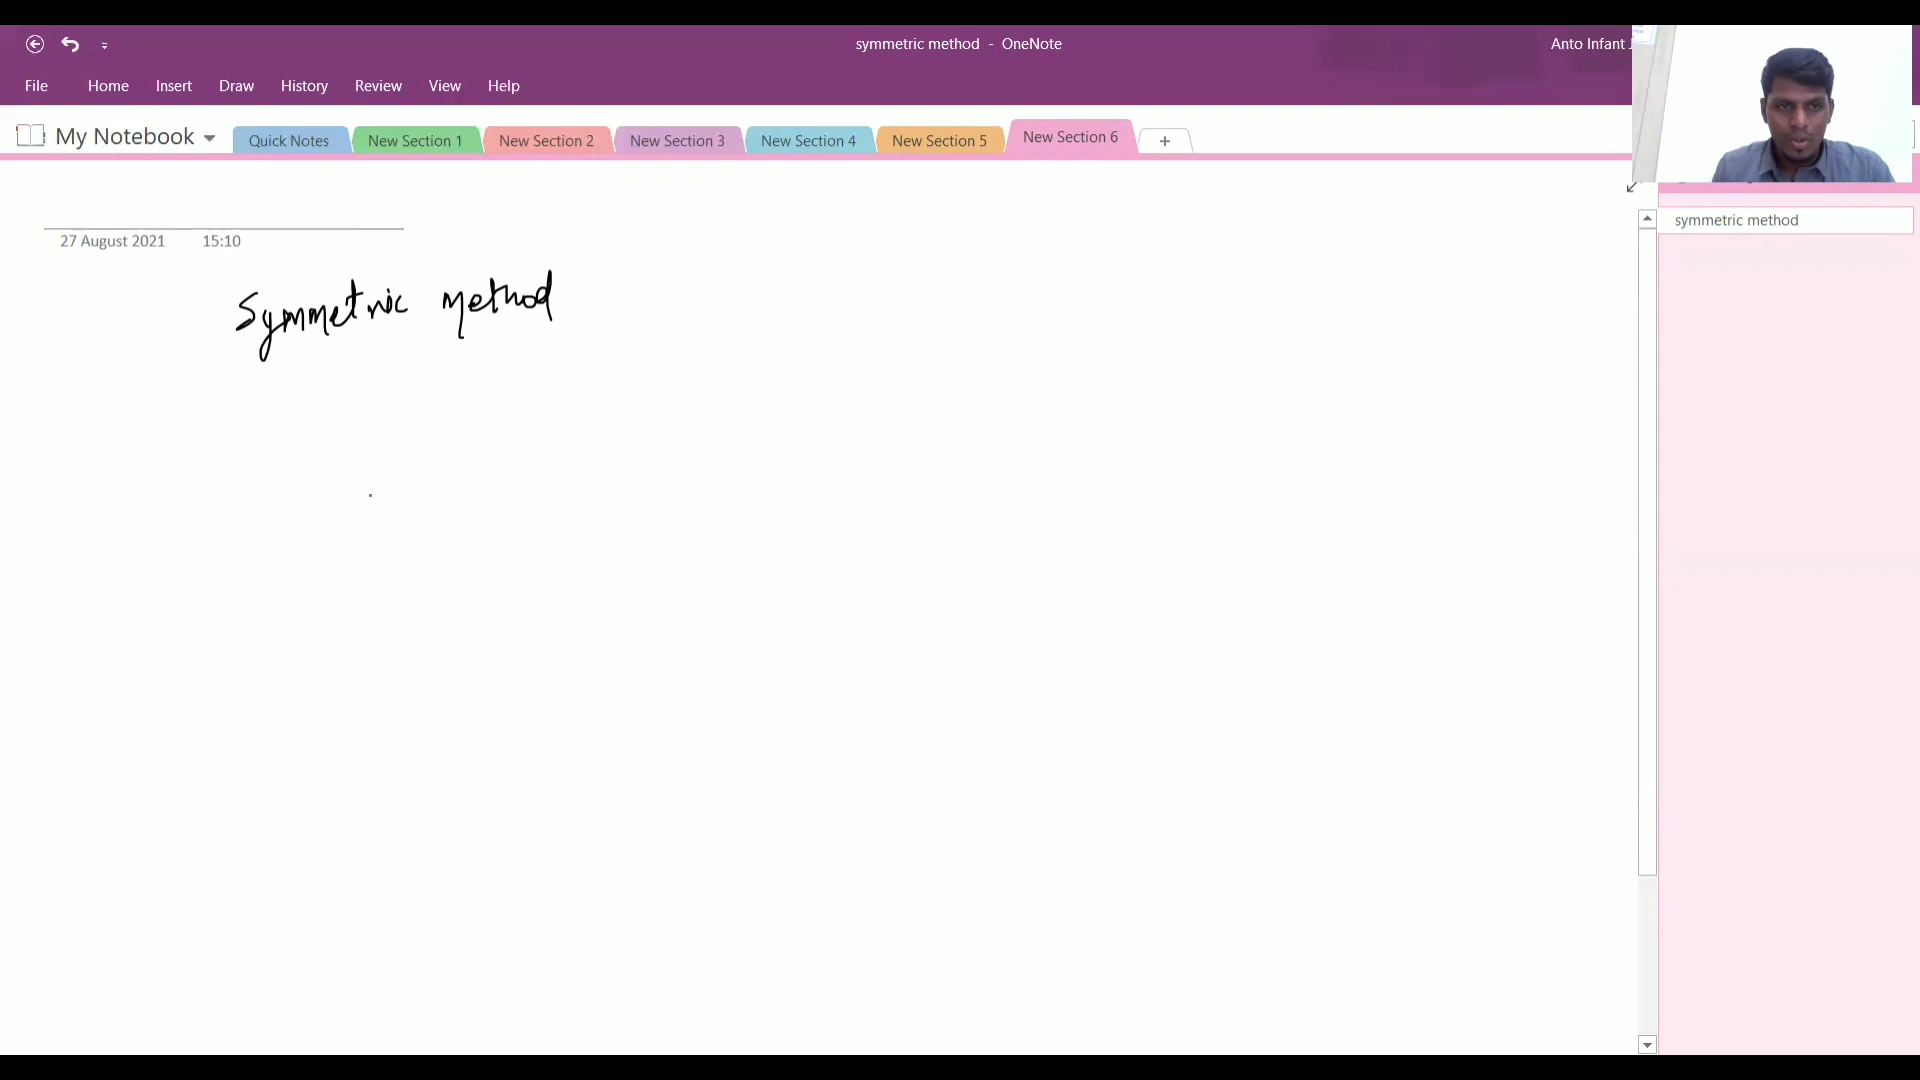 symmetric method - OneNote
Anto Infant
File Home Insert Draw History Review View Help
My Notebook Quick Notes New Section 1 New Section 2 New Section 3 New Section 4 New Section 5 New Section 6 +
symmetric method
27 August 2021 15:10
Symmetric method